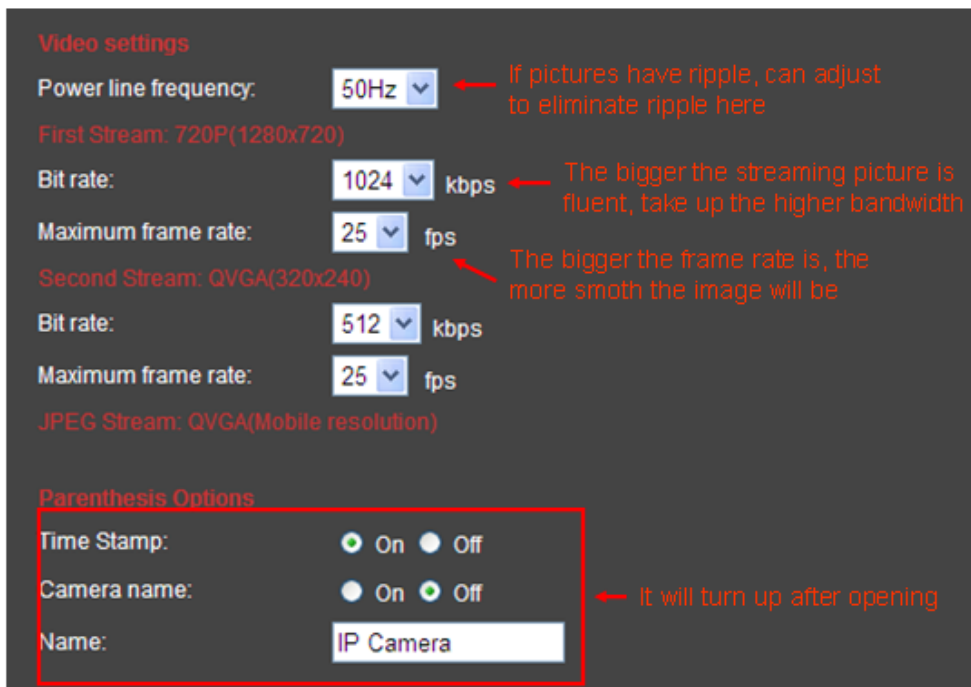 Video settings
Power line frequency: 50Hz If pictures have ripple, can adjust
to eliminate ripple here
First Stream: 720P(1280x720)
Bit rate: 1024 kbps The bigger the streaming picture is
fluent, take up the higher bandwidth
Maximum frame rate: 25 fps
The bigger the frame rate is, the
more smoth the image will be
Second Stream: QVGA(320x240)
Bit rate: 512 kbps
Maximum frame rate: 25 fps
JPEG Stream: QVGA(Mobile resolution)
Parenthesis Options
Time Stamp: On Off
Camera name: On Off It will turn up after opening
Name: IP Camera